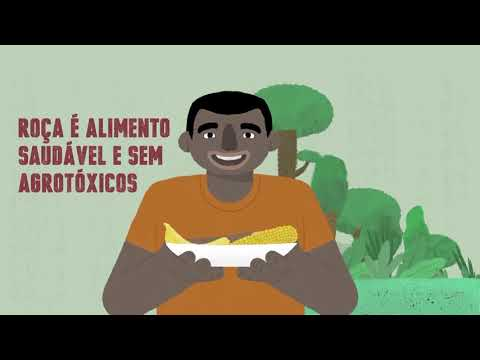 ROÇA É ALIMENTO
SAUDÁVEL E SEM
AGROTÓXICOS